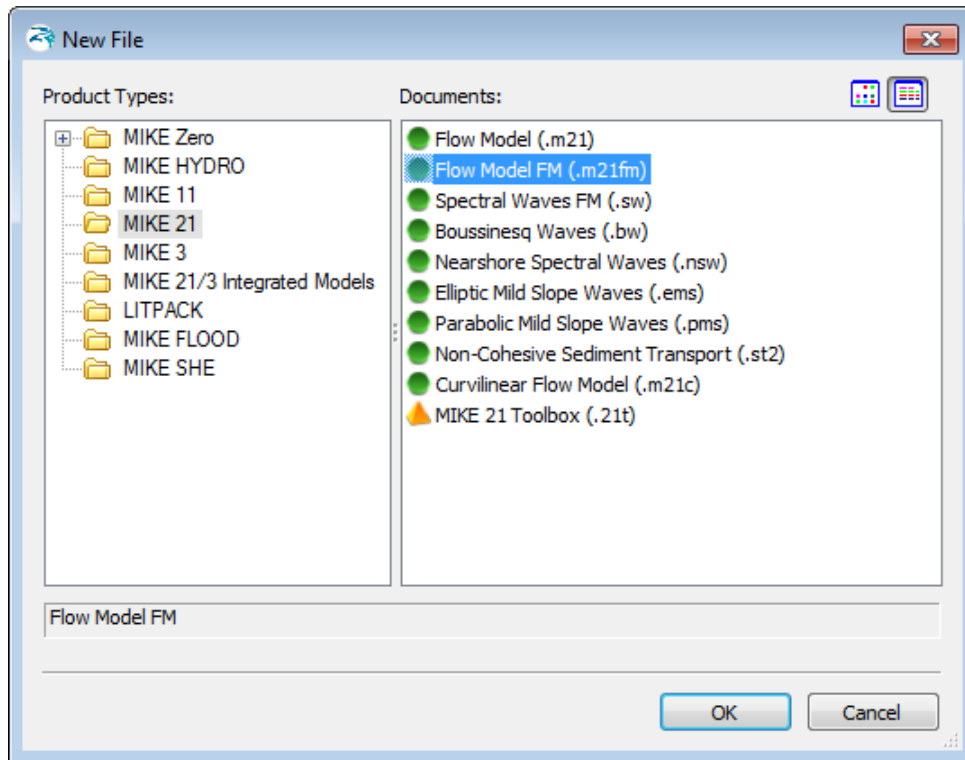 New File
Product Types:
Documents:
MIKE Zero
MIKE HYDRO
MIKE 11
MIKE 21
MIKE 3
MIKE 21/3 Integrated Models
LITPACK
MIKE FLOOD
MIKE SHE
Flow Model (.m21)
Flow Model FM (.m21fm)
Spectral Waves FM (.sw)
Boussinesq Waves (.bw)
Nearshore Spectral Waves (.nsw)
Elliptic Mild Slope Waves (.ems)
Parabolic Mild Slope Waves (.pms)
Non-Cohesive Sediment Transport (.st2)
Curvilinear Flow Model (.m21c)
MIKE 21 Toolbox (.21t)
Flow Model FM
OK
Cancel